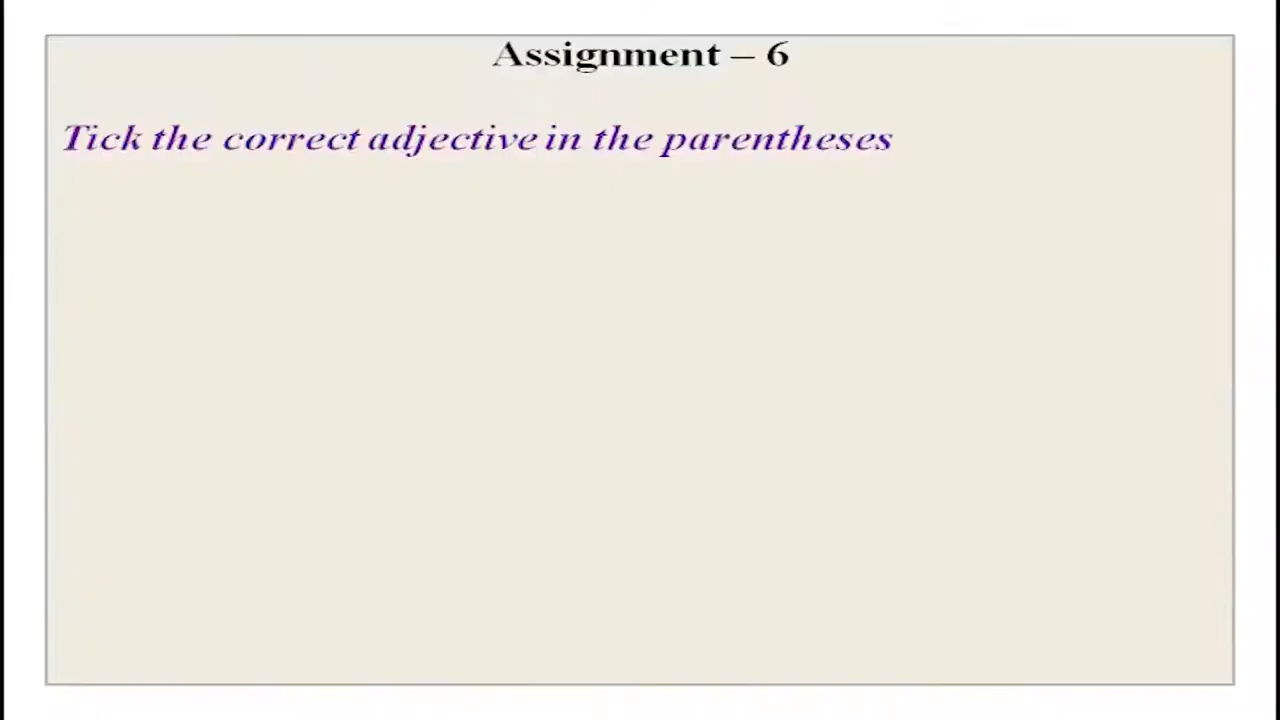 Assignment – 6
Tick the correct adjective in the parentheses